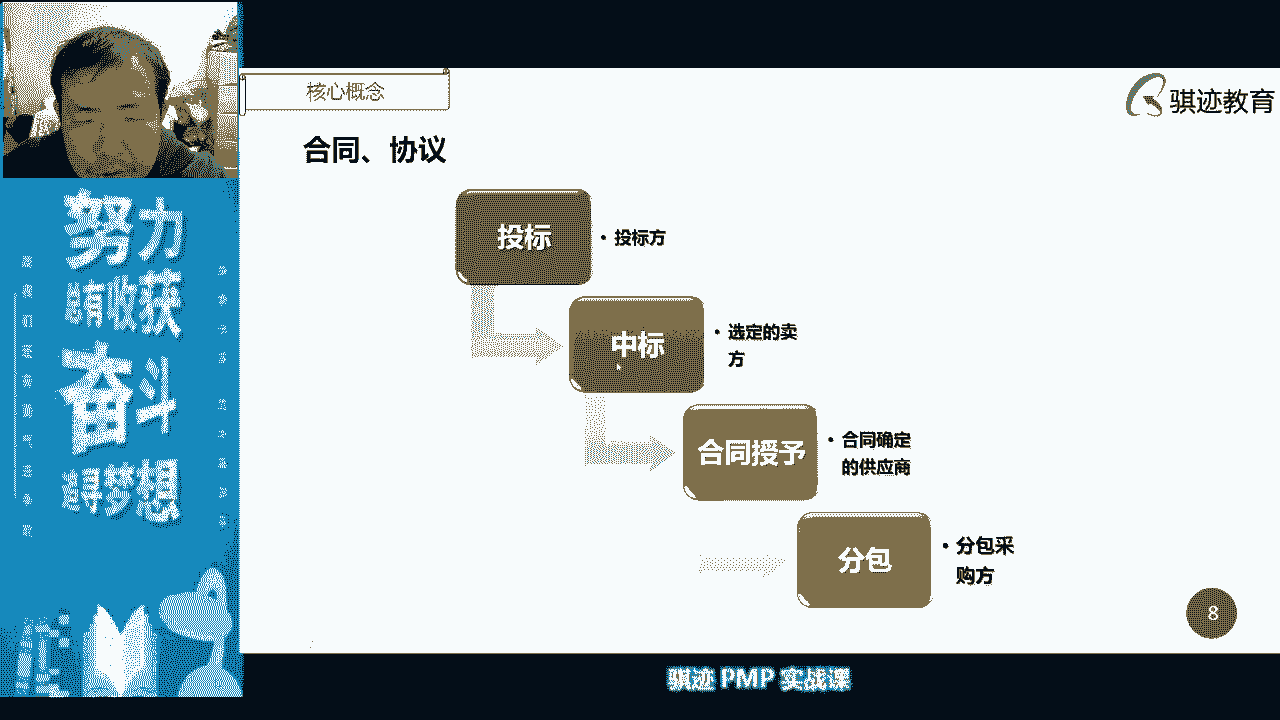 核心概念
骐迹教育
合同、协议
投标
• 投标方
中标
• 选定的卖
方
合同授予
• 合同确定
的供应商
分包
• 分包采
购方
8
努力
总有收获
奋斗
追寻梦想
骐迹 PMP 实战课